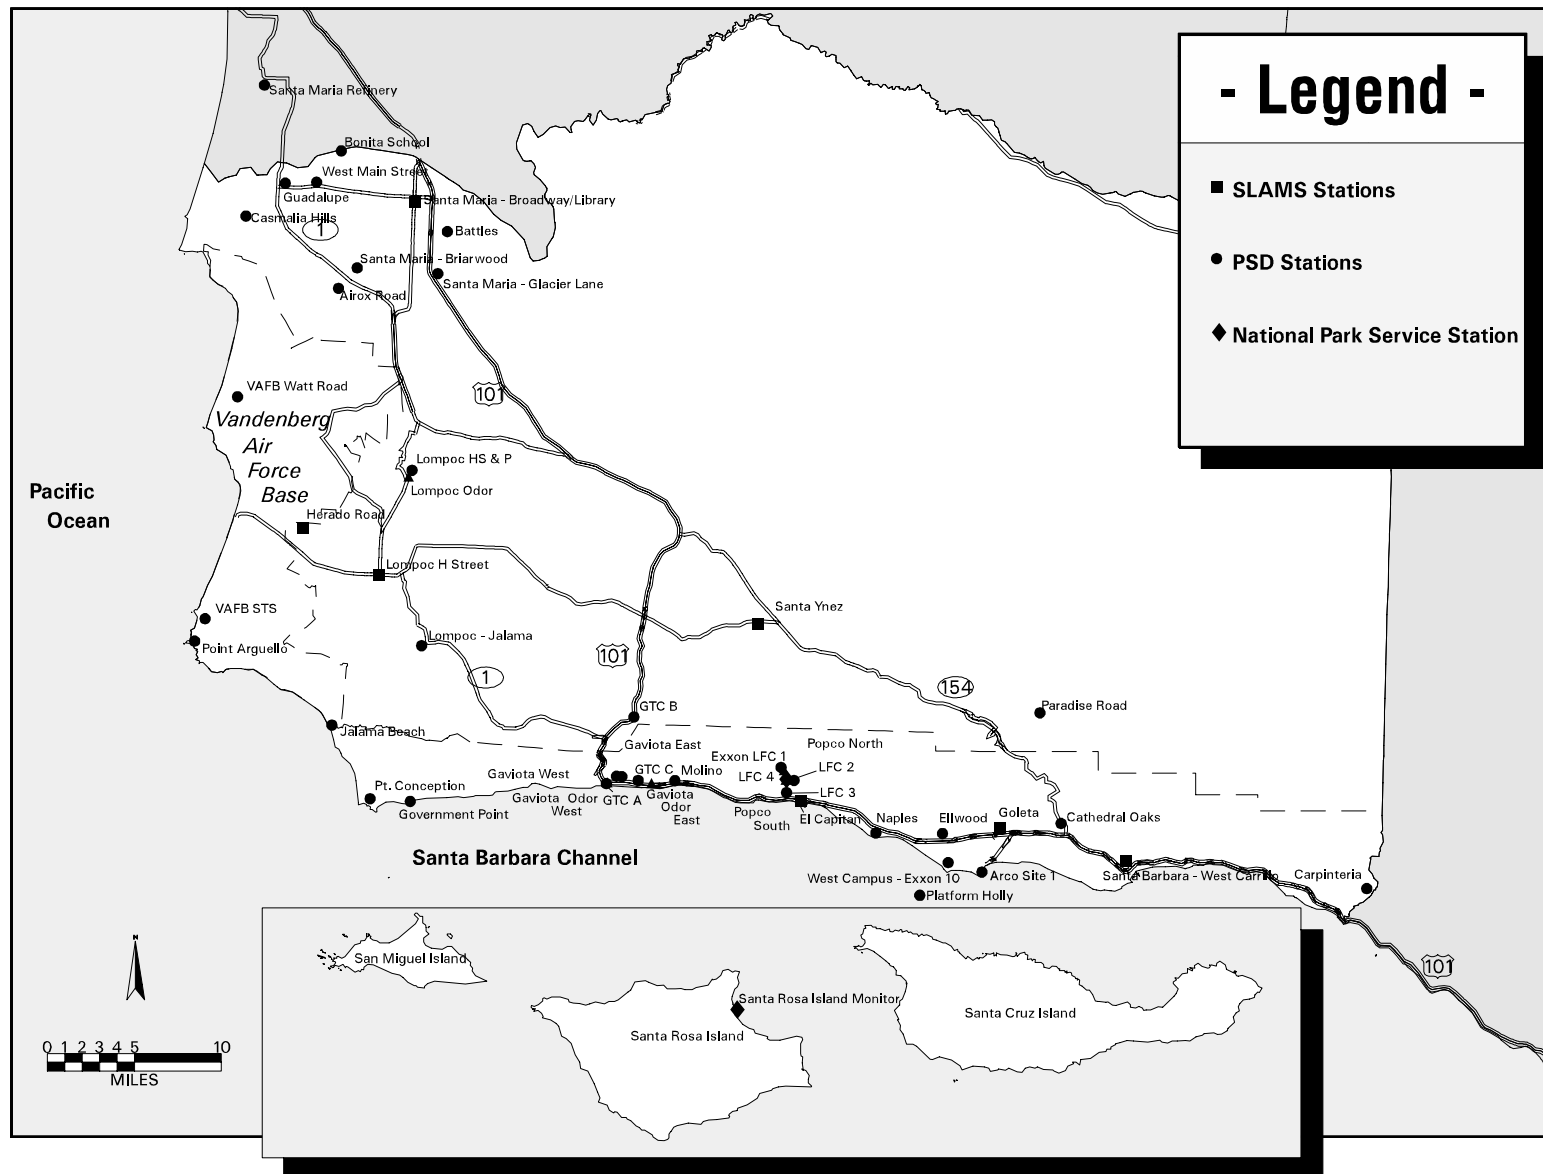 - Legend -
SLAMS Stations
PSD Stations
National Park Service Station
Santa Maria Refinery
Bonita School
West Main Street
Guadalupe
Santa Maria - Broadway/Library
Casmalia Hills
1
Battles
Santa Maria - Briarwood
Santa Maria - Glacier Lane
Airox Road
VAFB Watt Road
101
Vandenberg
Air
Force
Base
Lompoc HS & P
Lompoc Odor
Pacific
Ocean
Herado Road
Lompoc H Street
Santa Ynez
VAFB STS
Point Arguello
Lompoc - Jalama
101
1
154
GTC B
Paradise Road
Jalama Beach
Gaviota East
Popco North
Exxon LFC 1
Gaviota West
GTC C
Molino
LFC 4
LFC 2
Pt. Conception
LFC 3
Gaviota
Odor
West
GTC A
Gaviota
Odor
East
Government Point
Popco
South
El Capitan
Naples
Ellwood
Goleta
Cathedral Oaks
Santa Barbara Channel
West Campus - Exxon 10
Arco Site 1
Santa Barbara - West Carrillo
Carpinteria
Platform Holly
N
San Miguel Island
101
Santa Rosa Island Monitor
Santa Cruz Island
Santa Rosa Island
0 1 2 3 4 5 10
MILES